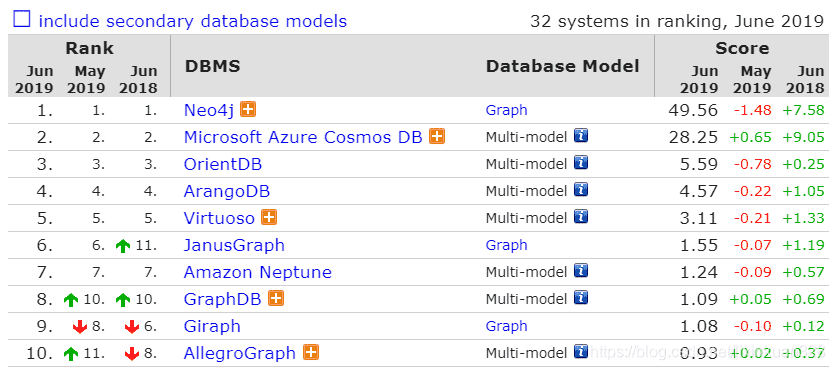 include secondary database models 32 systems in ranking, June 2019
Rank DBMS Database Model Score
Jun 2019 May 2019 Jun 2018 Jun 2019 May 2019 Jun 2018
1. 1. 1. Neo4j Graph 49.56 -1.48 +7.58
2. 2. 2. Microsoft Azure Cosmos DB Multi-model 28.25 +0.65 +9.05
3. 3. 3. OrientDB Multi-model 5.59 -0.78 +0.25
4. 4. 4. ArangoDB Multi-model 4.57 -0.22 +1.05
5. 5. 5. Virtuoso Multi-model 3.11 -0.21 +1.33
6. 6. 11. JanusGraph Graph 1.55 -0.07 +1.19
7. 7. 7. Amazon Neptune Multi-model 1.24 -0.09 +0.57
8. 10. 10. GraphDB Multi-model 1.09 +0.05 +0.69
9. 8. 6. Giraph Graph 1.08 -0.10 +0.12
10. 11. 8. AllegroGraph Multi-model 0.93 +0.02 +0.37